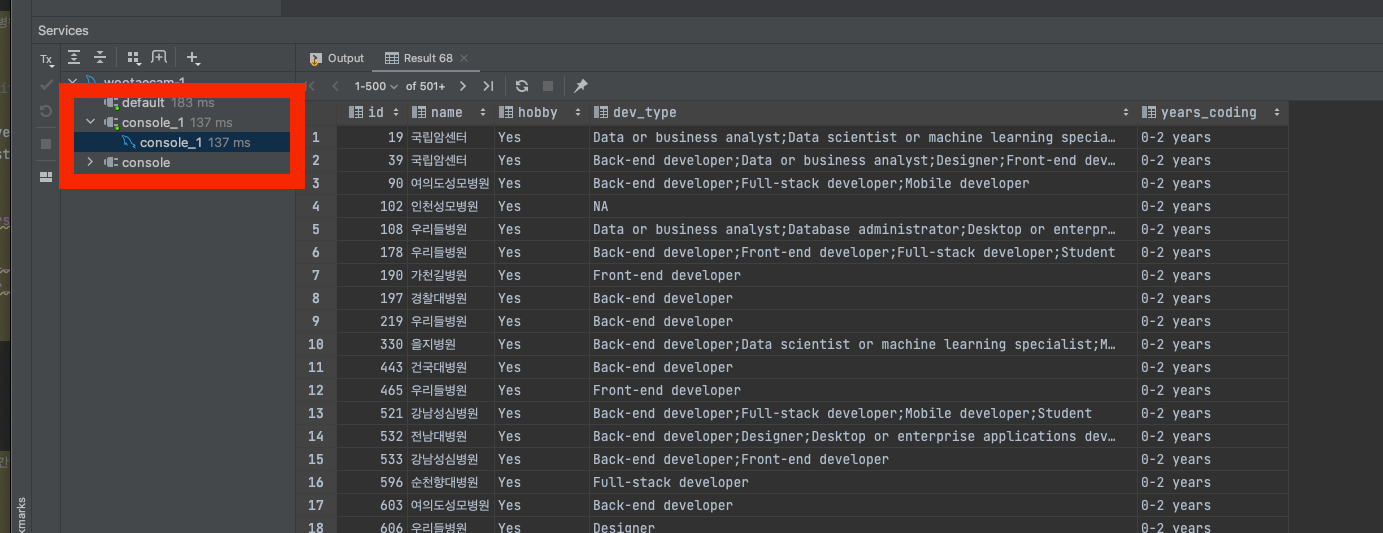 Services
Tx
wootaecam-1
default 183 ms
console_1 137 ms
console_1 137 ms
console
Output
Result 68
1-500 of 501+
id name hobby dev_type years_coding
1 19 국립암센터 Yes Data or business analyst;Data scientist or machine learning specia… 0-2 years
2 39 국립암센터 Yes Back-end developer;Data or business analyst;Designer;Front-end dev… 0-2 years
3 90 여의도성모병원 Yes Back-end developer;Full-stack developer;Mobile developer 0-2 years
4 102 인천성모병원 Yes NA 0-2 years
5 108 우리들병원 Yes Data or business analyst;Database administrator;Desktop or enterpr… 0-2 years
6 178 우리들병원 Yes Back-end developer;Front-end developer;Full-stack developer;Student 0-2 years
7 190 가천길병원 Yes Front-end developer 0-2 years
8 197 경찰대병원 Yes Back-end developer 0-2 years
9 219 우리들병원 Yes Back-end developer 0-2 years
10 330 을지병원 Yes Back-end developer;Data scientist or machine learning specialist;M… 0-2 years
11 443 건국대병원 Yes Back-end developer 0-2 years
12 465 우리들병원 Yes Front-end developer 0-2 years
13 521 강남성심병원 Yes Back-end developer;Full-stack developer;Mobile developer;Student 0-2 years
14 532 전남대병원 Yes Back-end developer;Designer;Desktop or enterprise applications dev… 0-2 years
15 533 강남성심병원 Yes Back-end developer;Front-end developer 0-2 years
16 596 순천향대병원 Yes Full-stack developer 0-2 years
17 603 여의도성모병원 Yes Back-end developer 0-2 years
18 606 우리들병원 Yes Designer 0-2 years